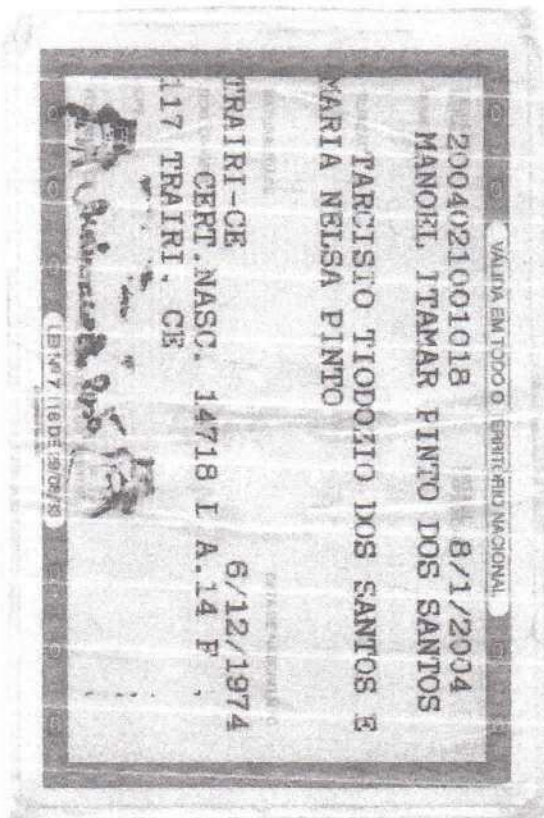 VÁLIDA EM TODO O TERRITÓRIO NACIONAL
2004021001018 8/1/2004
MANOEL ITAMAR PINTO DOS SANTOS
TARCISIO TIODOZIO DOS SANTOS E
MARIA NELSA PINTO
TRAIRI-CE 6/12/1974
CERT.NASC. 14718 L A.14 F
117 TRAIRI, CE
LEI Nº 7.116 DE 29/08/83